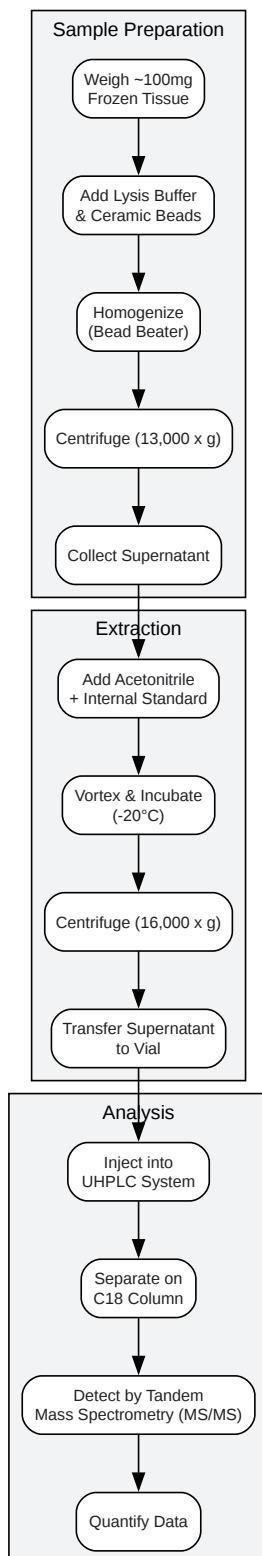 Sample Preparation
Weigh ~100mg
Frozen Tissue
Add Lysis Buffer
& Ceramic Beads
Homogenize
(Bead Beater)
Centrifuge (13,000 x g)
Collect Supernatant
Extraction
Add Acetonitrile
+ Internal Standard
Vortex & Incubate
(-20°C)
Centrifuge (16,000 x g)
Transfer Supernatant
to Vial
Analysis
Inject into
UHPLC System
Separate on
C18 Column
Detect by Tandem
Mass Spectrometry (MS/MS)
Quantify Data